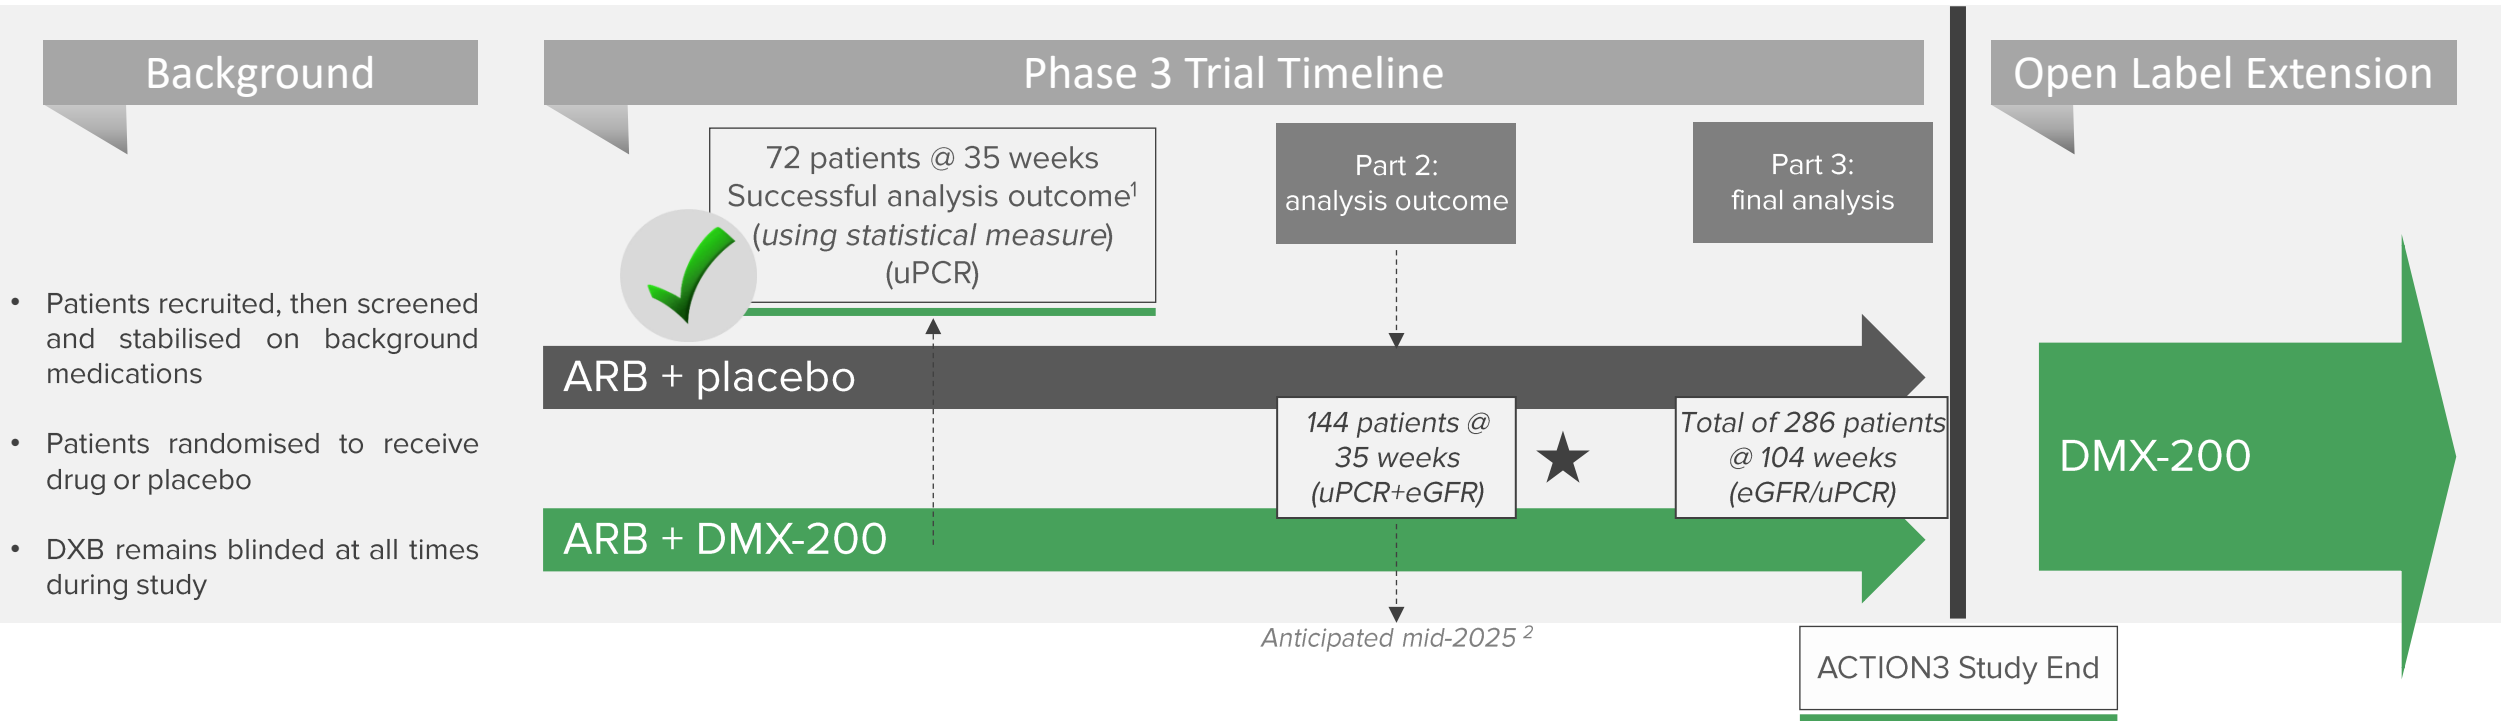 Background
Phase 3 Trial Timeline
Open Label Extension
• Patients recruited, then screened
and stabilised on background
medications
• Patients randomised to receive
drug or placebo
• DXB remains blinded at all times
during study
72 patients @ 35 weeks
Successful analysis outcome¹
(using statistical measure)
(uPCR)
Part 2:
analysis outcome
Part 3:
final analysis
ARB + placebo
144 patients @
35 weeks
(uPCR+eGFR)
Total of 286 patients
@ 104 weeks
(eGFR/uPCR)
ARB + DMX-200
DMX-200
Anticipated mid-2025 ²
ACTION3 Study End